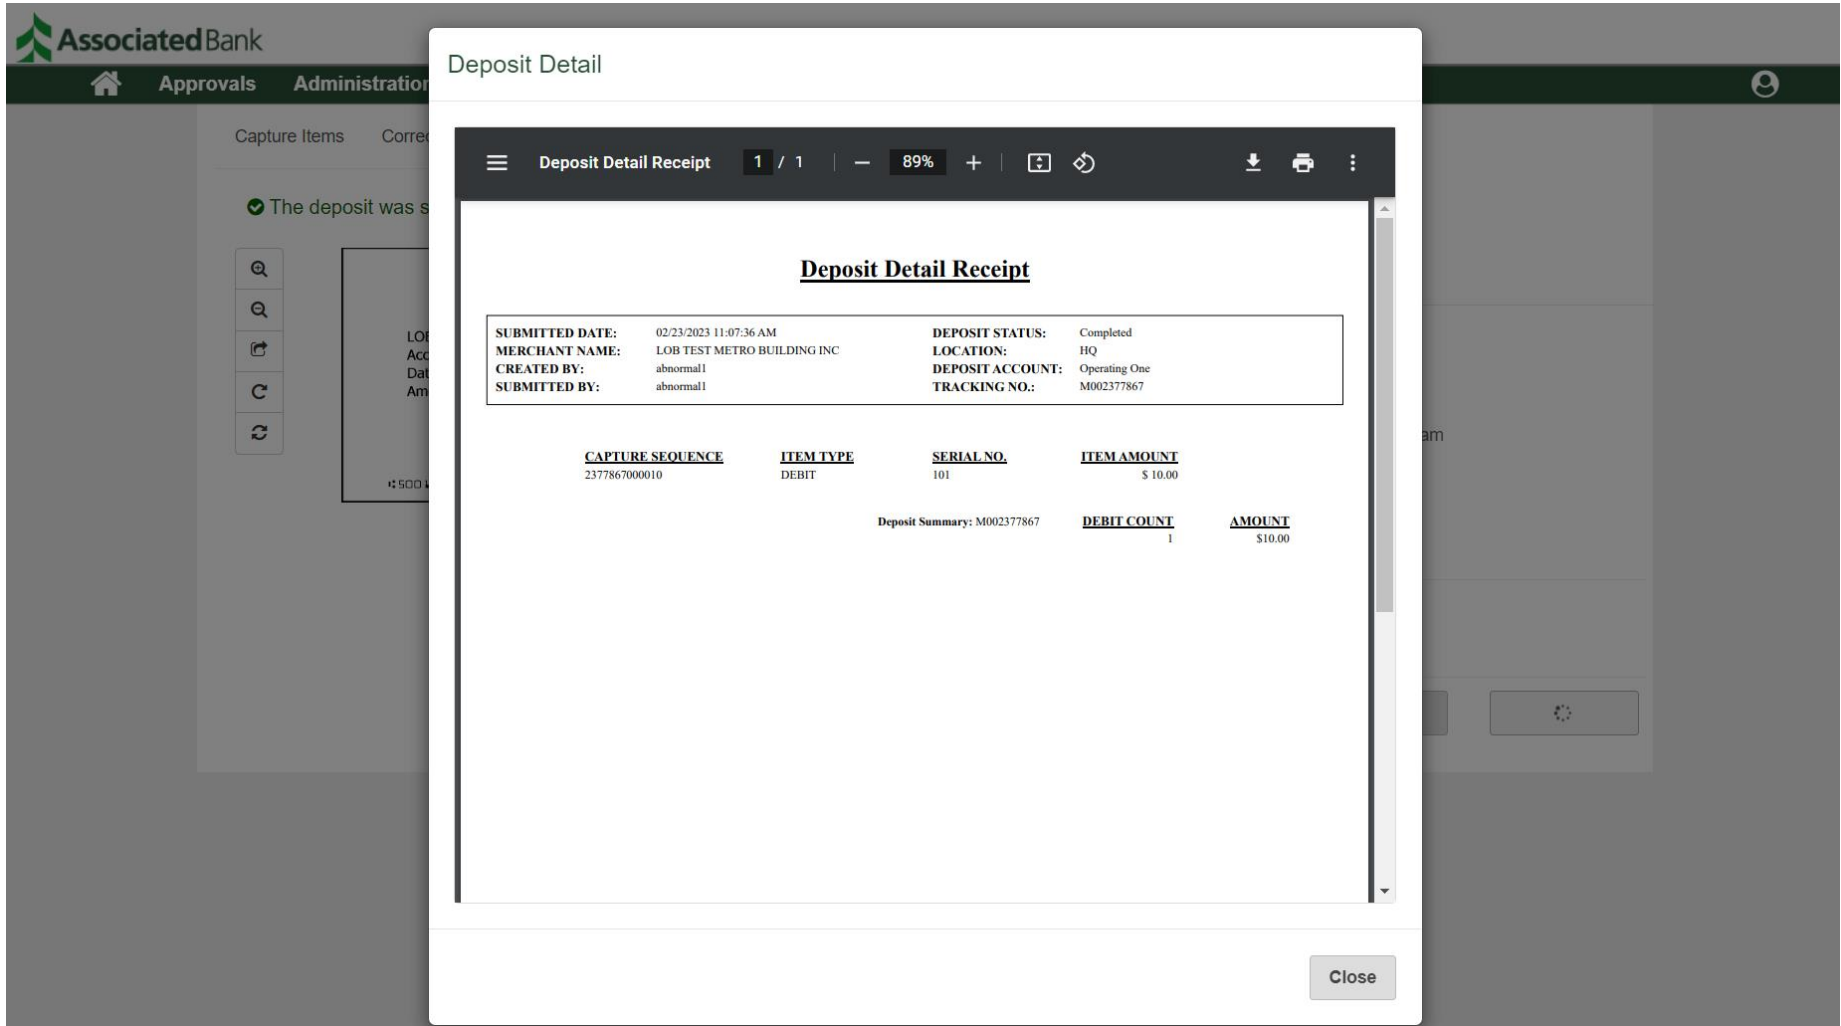 Associated Bank
Deposit Detail
Approvals Administration
Capture Items
Deposit Detail Receipt 1 / 1 89%
The deposit was
Deposit Detail Receipt
SUBMITTED DATE: 02/23/2023 11:07:36 AM DEPOSIT STATUS: Completed
MERCHANT NAME: LOB TEST METRO BUILDING INC LOCATION: HQ
CREATED BY: abnormal1 DEPOSIT ACCOUNT: Operating One
SUBMITTED BY: abnormal1 TRACKING NO.: M002377867
LOB
Acc
Dat
Am
am
CAPTURE SEQUENCE ITEM TYPE SERIAL NO. ITEM AMOUNT
2377867000010 DEBIT 101 $ 10.00
⑆500
Deposit Summary: M002377867 DEBIT COUNT AMOUNT
1 $10.00
Close